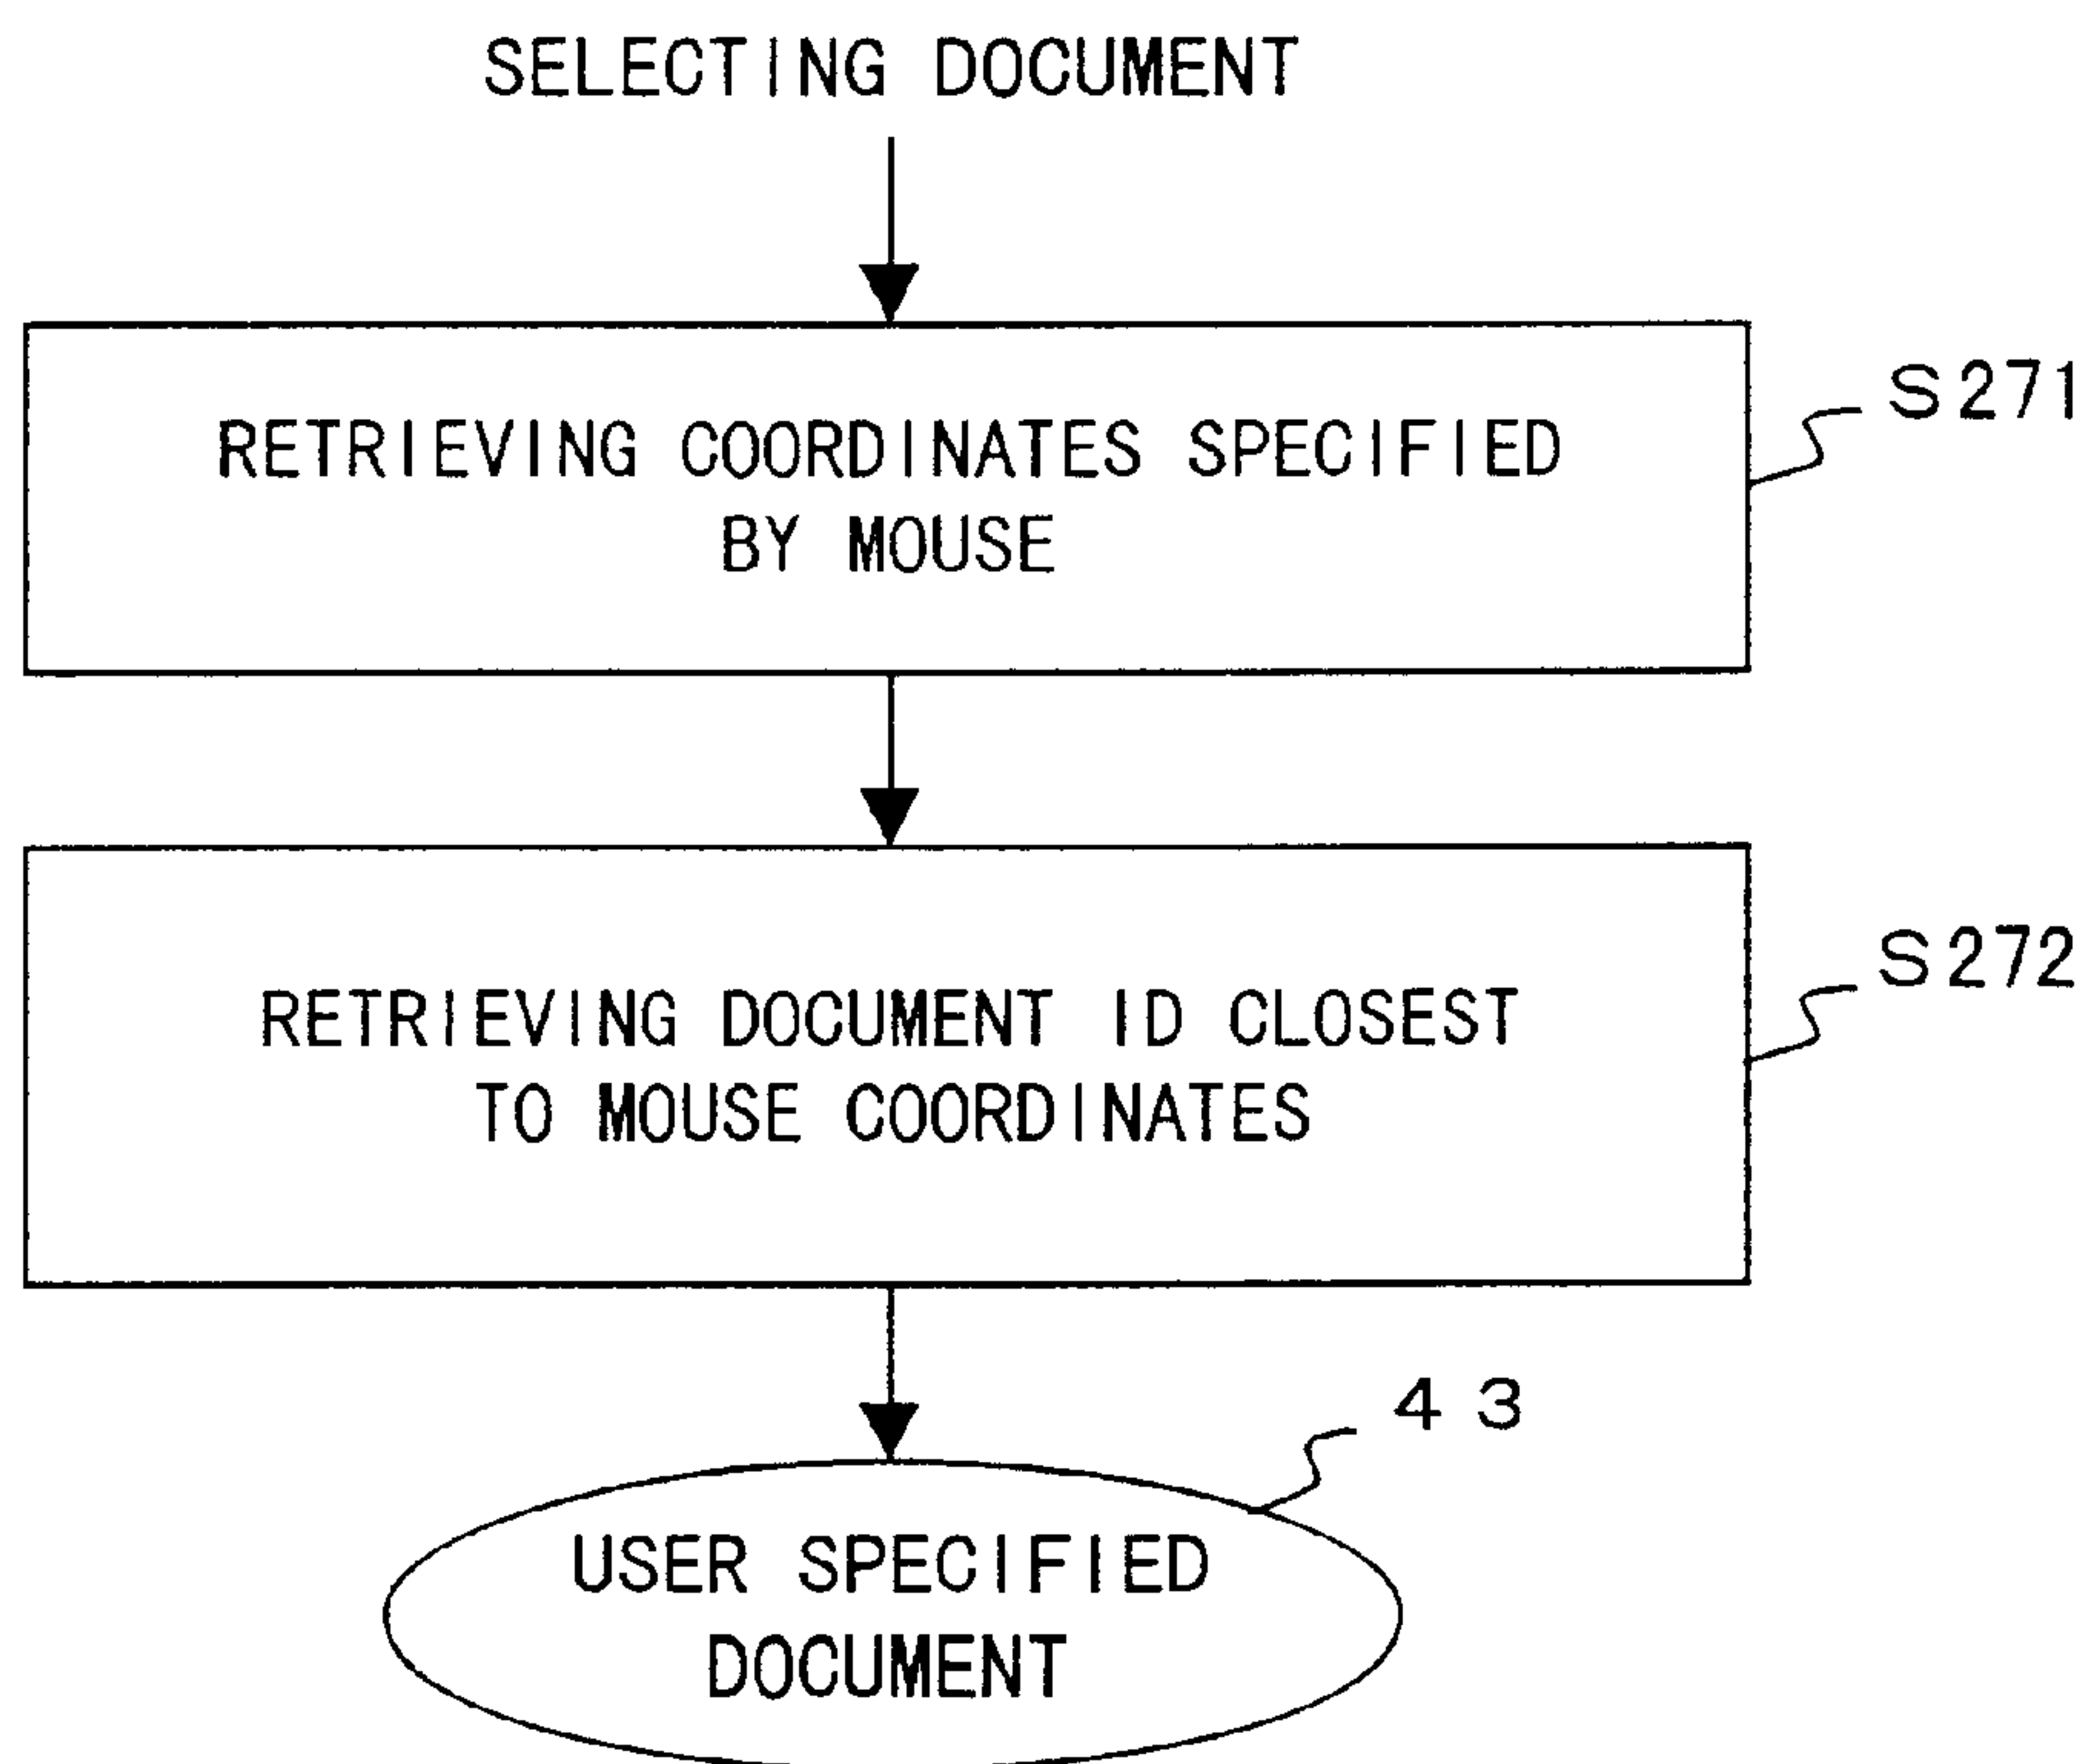 SELECTING DOCUMENT
S271
RETRIEVING COORDINATES SPECIFIED
BY MOUSE
S272
RETRIEVING DOCUMENT ID CLOSEST
TO MOUSE COORDINATES
43
USER SPECIFIED
DOCUMENT